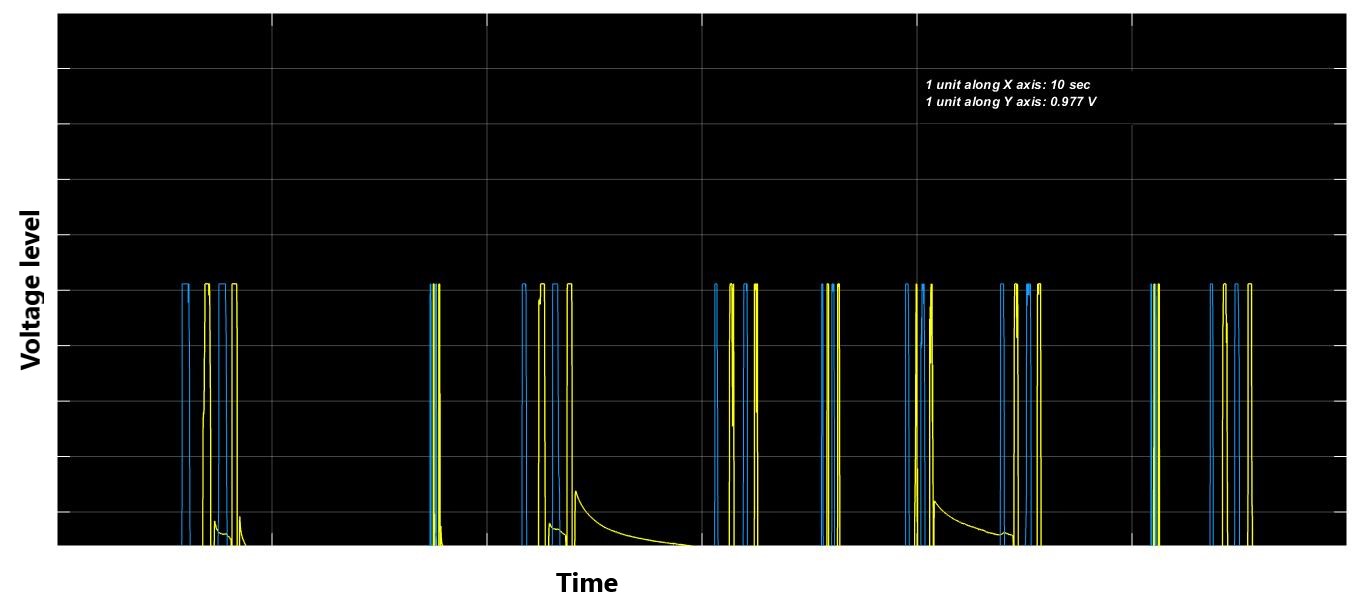 1 unit along X axis: 10 sec
1 unit along Y axis: 0.977 V
Voltage level
Time